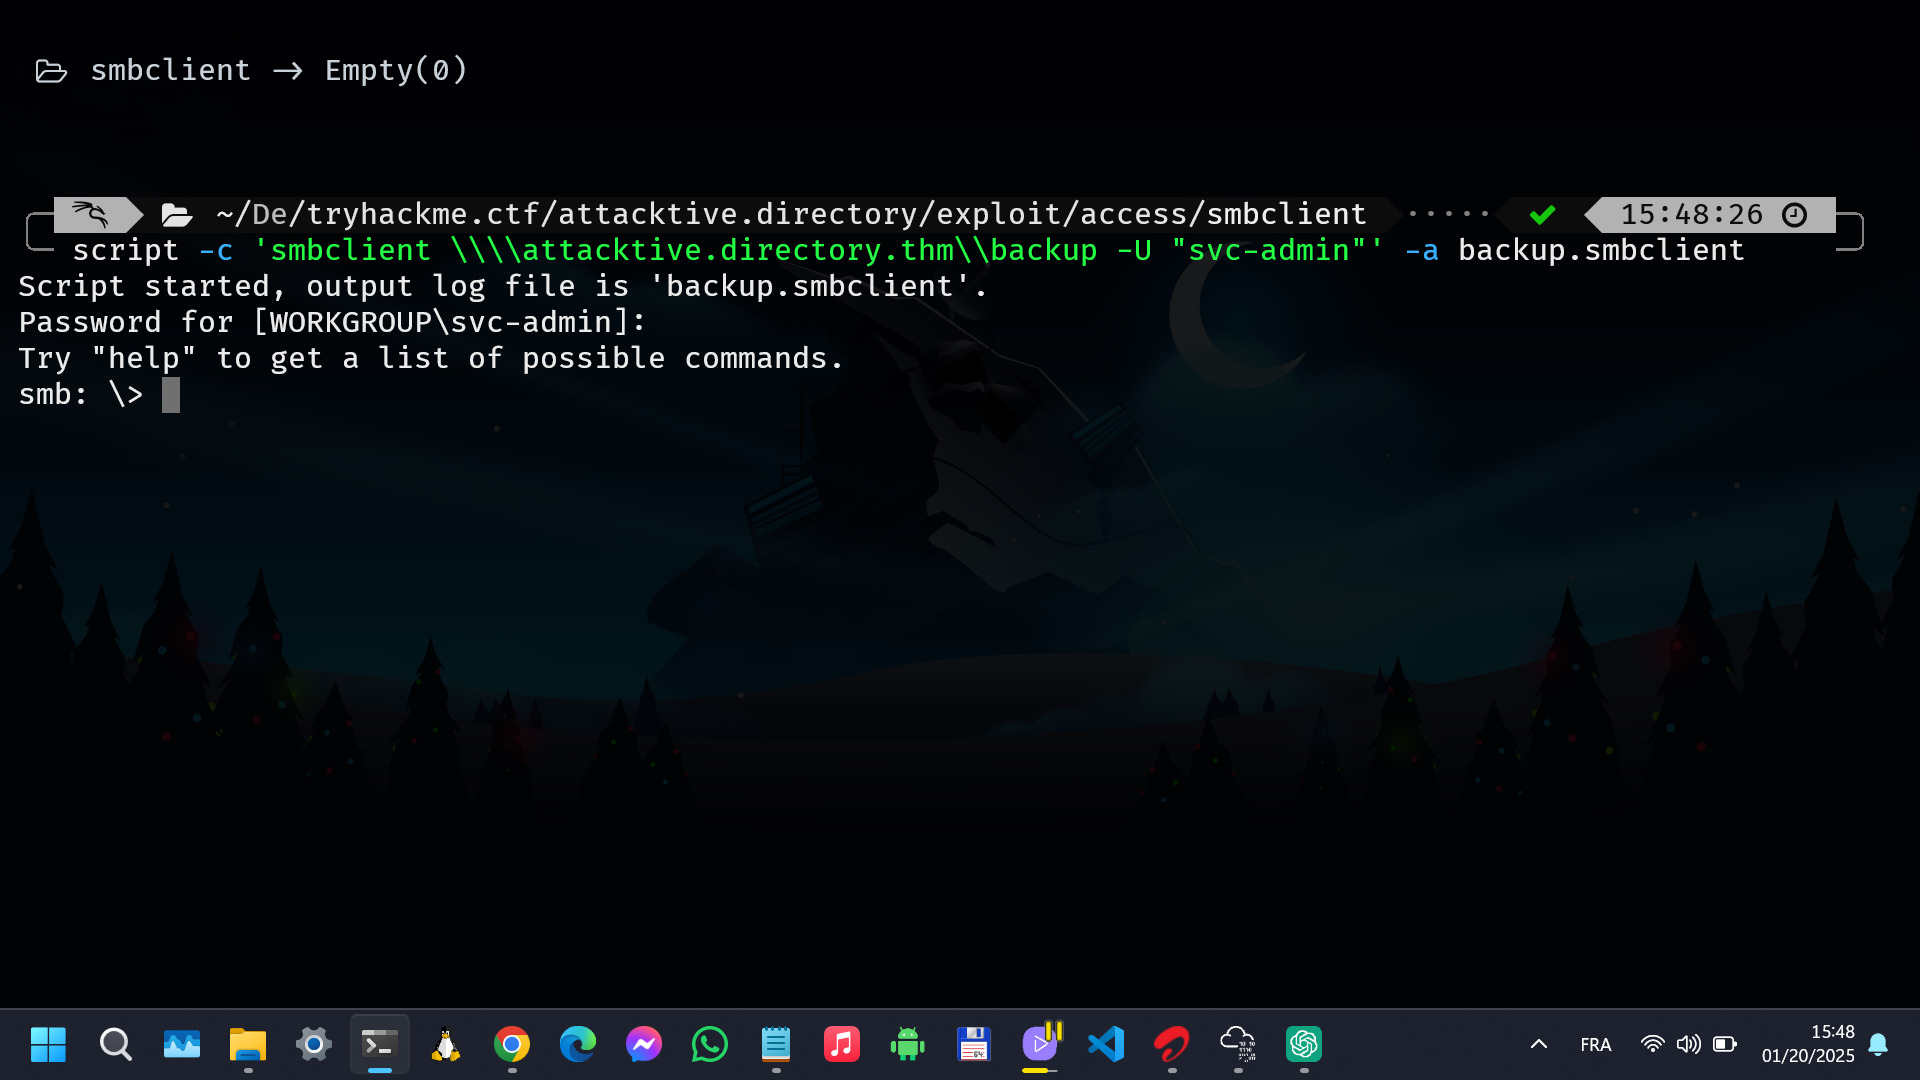 smbclient → Empty(0)
~/De/tryhackme.ctf/attacktive.directory/exploit/access/smbclient ····· ✔ 15:48:26
script -c 'smbclient \\\\attacktive.directory.thm\\backup -U "svc-admin"' -a backup.smbclient
Script started, output log file is 'backup.smbclient'.
Password for [WORKGROUP\svc-admin]:
Try "help" to get a list of possible commands.
smb: \>
FRA
15:48
01/20/2025